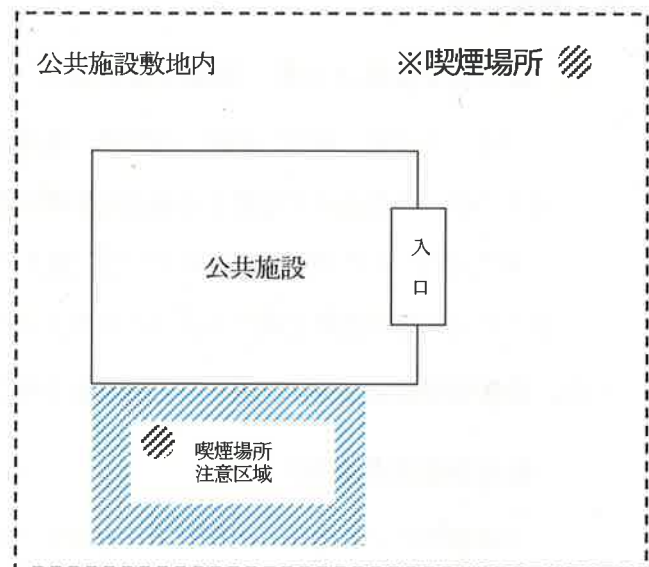 公共施設敷地内
※喫煙場所
公共施設
入
口
喫煙場所
注意区域